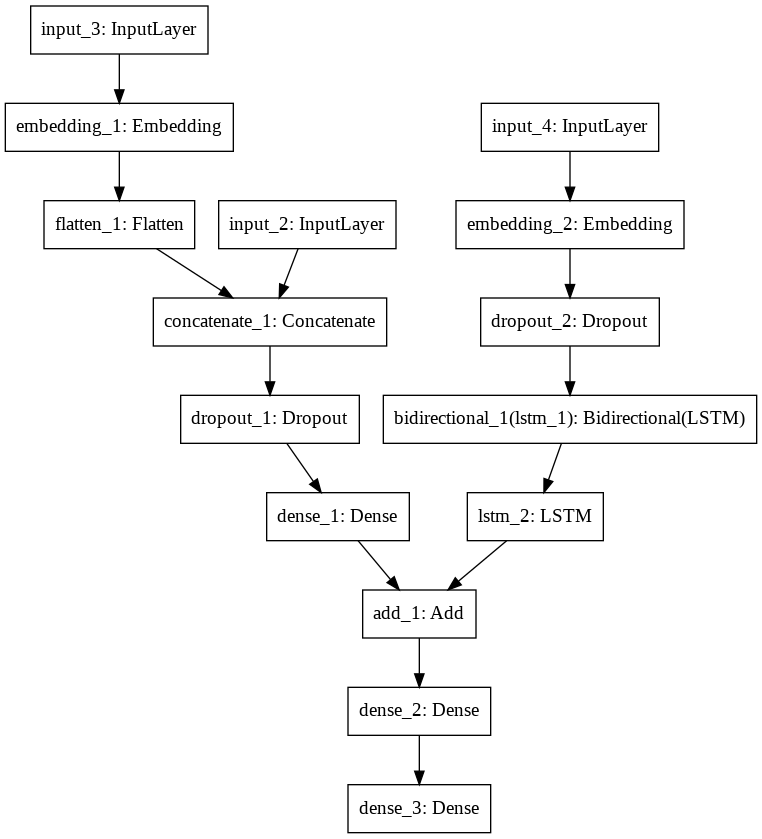 input_3: InputLayer
embedding_1: Embedding
input_4: InputLayer
flatten_1: Flatten
input_2: InputLayer
embedding_2: Embedding
concatenate_1: Concatenate
dropout_2: Dropout
dropout_1: Dropout
bidirectional_1(lstm_1): Bidirectional(LSTM)
dense_1: Dense
lstm_2: LSTM
add_1: Add
dense_2: Dense
dense_3: Dense